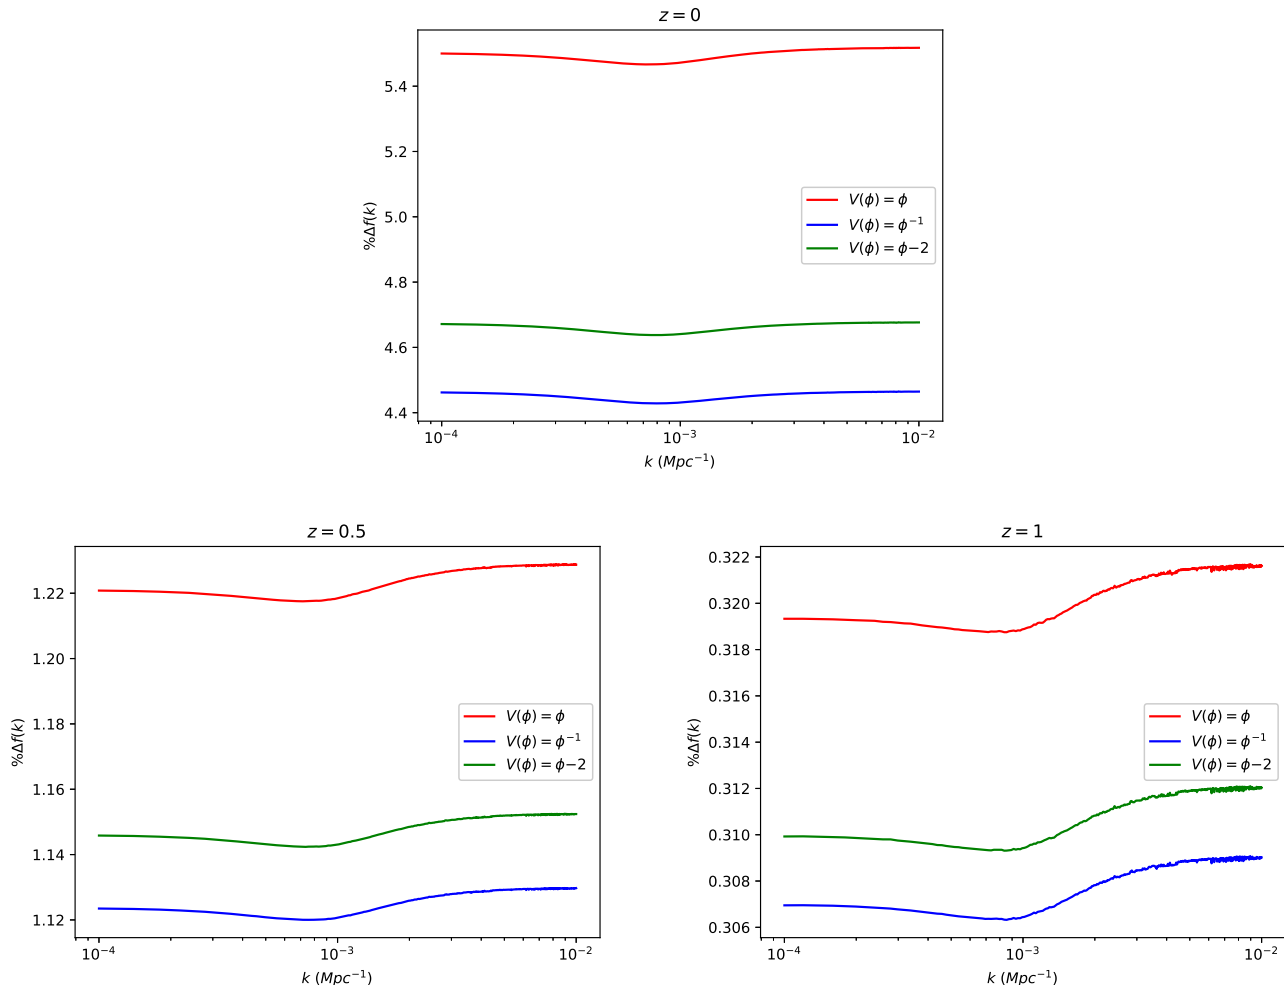 z = 0
%Δf(k)
5.4
5.2
5.0
4.8
4.6
4.4
V(ϕ) = ϕ
V(ϕ) = ϕ⁻¹
V(ϕ) = ϕ−2
10⁻⁴ 10⁻³ 10⁻²
k (Mpc⁻¹)
z = 0.5
%Δf(k)
1.22
1.20
1.18
1.16
1.14
1.12
V(ϕ) = ϕ
V(ϕ) = ϕ⁻¹
V(ϕ) = ϕ−2
10⁻⁴ 10⁻³ 10⁻²
k (Mpc⁻¹)
z = 1
%Δf(k)
0.322
0.320
0.318
0.316
0.314
0.312
0.310
0.308
0.306
V(ϕ) = ϕ
V(ϕ) = ϕ⁻¹
V(ϕ) = ϕ−2
10⁻⁴ 10⁻³ 10⁻²
k (Mpc⁻¹)